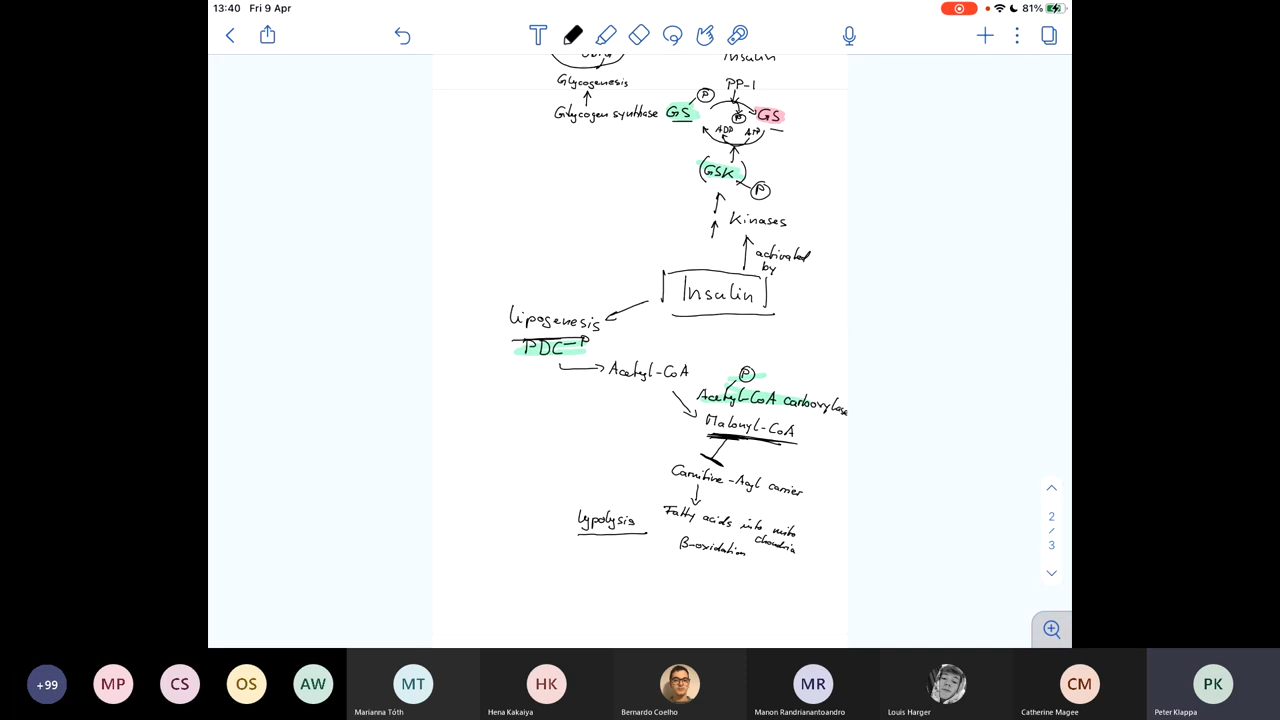 13:40 Fri 9 Apr
81%
Insulin
Glycogenesis
PP-1
P
Glycogen synthase GS
GS
P
ADP
(GSK)
P
Kinases
activated
by
Insulin
lipogenesis
PDC-P
Acetyl-CoA
P
Acetyl-CoA carboxylase
Malonyl-CoA
Carnitine-Acyl carrier
lypolysis
Fatty acids into mito
chondria
β-oxidation
2
/
3
+99
MP
CS
OS
AW
MT
HK
MR
CM
PK
Marianna Tóth
Hena Kakaiya
Bernardo Coelho
Manon Randrianantoandro
Louis Harger
Catherine Magee
Peter Klappa